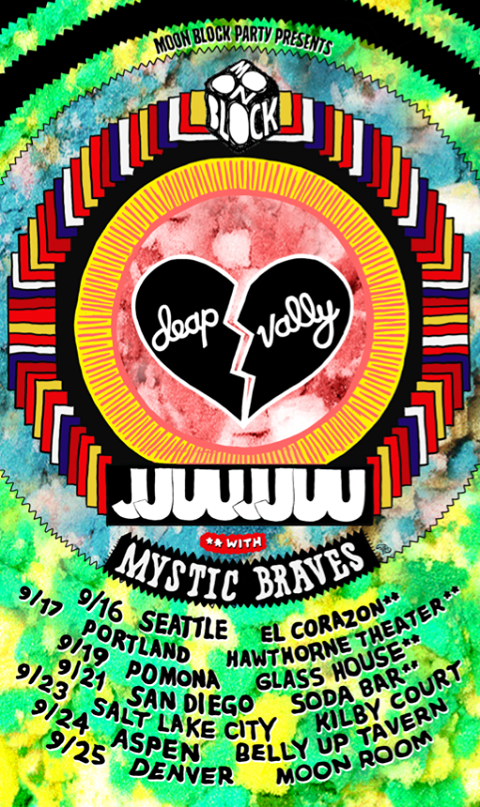 MOON BLOCK PARTY PRESENTS
MOON
BLOCK
deap vally
** WITH
MYSTIC BRAVES
9/16 SEATTLE EL CORAZON**
9/17 PORTLAND HAWTHORNE THEATER**
9/19 POMONA GLASS HOUSE**
9/21 SAN DIEGO SODA BAR**
9/23 SALT LAKE CITY KILBY COURT
9/24 ASPEN BELLY UP TAVERN
9/25 DENVER MOON ROOM